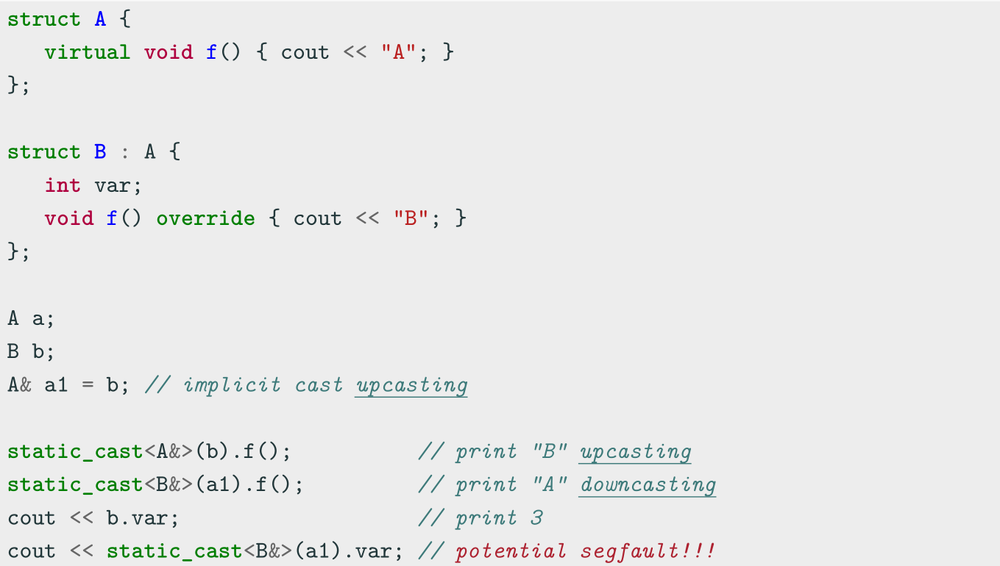 struct A {
   virtual void f() { cout << "A"; }
};

struct B : A {
   int var;
   void f() override { cout << "B"; }
};

A a;
B b;
A& a1 = b; // implicit cast upcasting

static_cast<A&>(b).f();          // print "B" upcasting
static_cast<B&>(a1).f();         // print "A" downcasting
cout << b.var;                   // print 3
cout << static_cast<B&>(a1).var; // potential segfault!!!